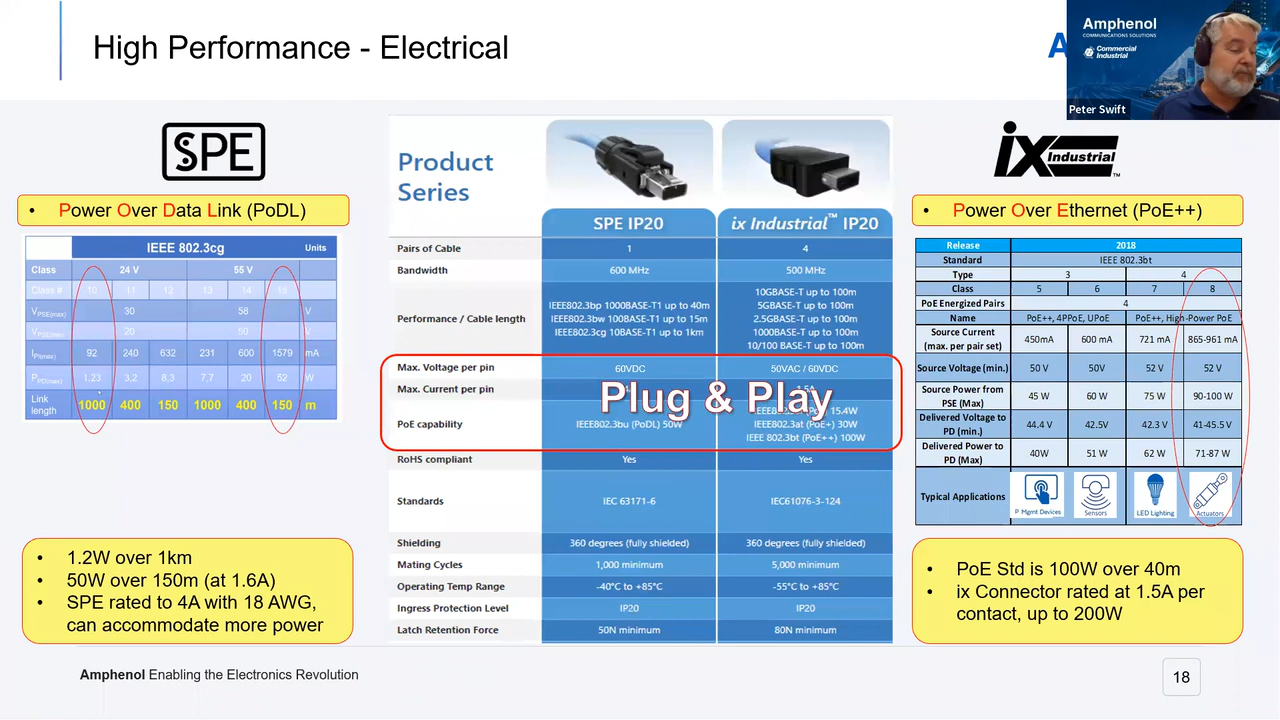 High Performance - Electrical
A
Amphenol
COMMUNICATIONS SOLUTIONS
Commercial
Industrial
Peter Swift
SPE
• Power Over Data Link (PoDL)
IEEE 802.3cg Units
Class 24 V 55 V
Class # 10 11 12 13 14 15
VPSE(max) 30 58 V
VPSE(min) 20 50 V
IPI(max) 92 240 632 231 600 1579 mA
PPD(max) 1,23 3,2 8,3 7,7 20 52 W
Link
length 1000 400 150 1000 400 150 m
• 1.2W over 1km
• 50W over 150m (at 1.6A)
• SPE rated to 4A with 18 AWG,
can accommodate more power
Product
Series
SPE IP20 ix Industrial™ IP20
Pairs of Cable 1 4
Bandwidth 600 MHz 500 MHz
Performance / Cable length
IEEE802.3bp 1000BASE-T1 up to 40m
IEEE802.3bw 100BASE-T1 up to 15m
IEEE802.3cg 10BASE-T1 up to 1km
10GBASE-T up to 100m
5GBASE-T up to 100m
2.5GBASE-T up to 100m
1000BASE-T up to 100m
10/100 BASE-T up to 100m
Max. Voltage per pin 60VDC 50VAC / 60VDC
Max. Current per pin 1.5A
Plug & Play
PoE capability IEEE802.3bu (PoDL) 50W
15.4W
IEEE802.3at (PoE+) 30W
IEEE 802.3bt (PoE++) 100W
RoHS compliant Yes Yes
Standards IEC 63171-6 IEC61076-3-124
Shielding 360 degrees (fully shielded) 360 degrees (fully shielded)
Mating Cycles 1,000 minimum 5,000 minimum
Operating Temp Range -40°C to +85°C -55°C to +85°C
Ingress Protection Level IP20 IP20
Latch Retention Force 50N minimum 80N minimum
ix Industrial™
• Power Over Ethernet (PoE++)
Release 2018
Standard IEEE 802.3bt
Type 3 4
Class 5 6 7 8
PoE Energized Pairs 4
Name PoE++, 4PPoE, UPoE PoE++, High-Power PoE
Source Current
(max. per pair set) 450mA 600 mA 721 mA 865-961 mA
Source Voltage (min.) 50 V 50V 52 V 52 V
Source Power from
PSE (Max) 45 W 60 W 75 W 90-100 W
Delivered Voltage to
PD (min.) 44.4 V 42.5V 42.3 V 41-45.5 V
Delivered Power to
PD (Max) 40W 51 W 62 W 71-87 W
Typical Applications
P Mgmt Devices Sensors LED Lighting Actuators
• PoE Std is 100W over 40m
• ix Connector rated at 1.5A per
contact, up to 200W
Amphenol Enabling the Electronics Revolution
18